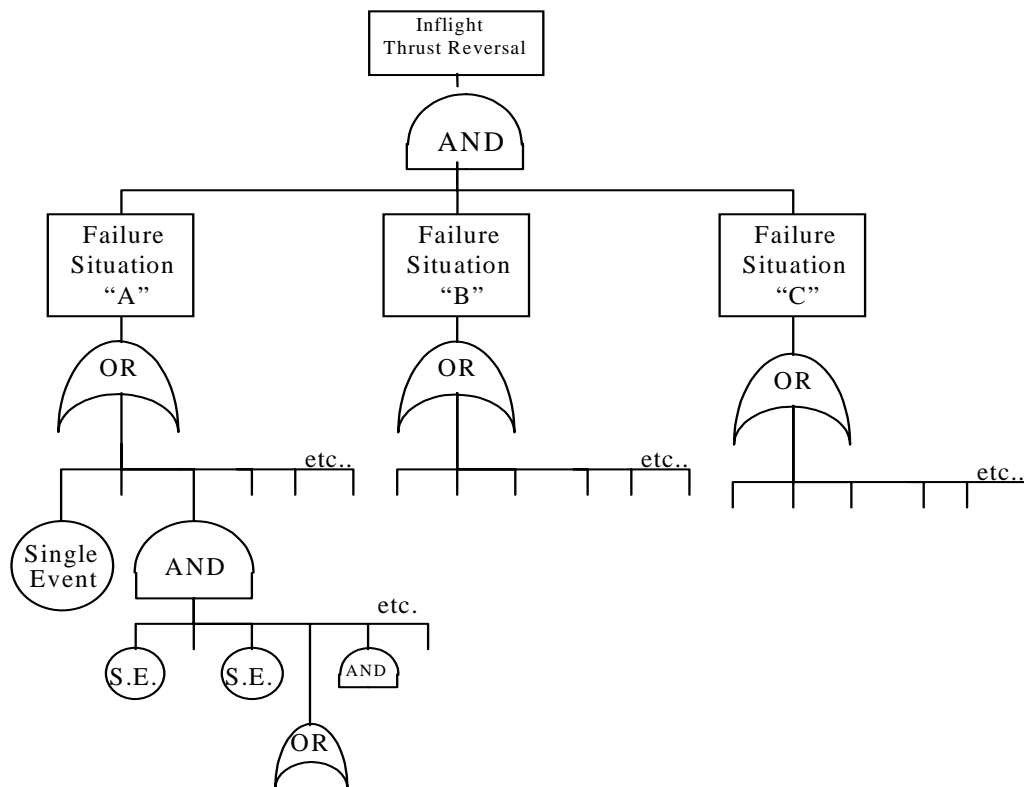 Inflight
Thrust Reversal
AND
Failure
Situation
“A”
Failure
Situation
“B”
Failure
Situation
“C”
OR
OR
OR
etc..
etc..
etc..
Single
Event
AND
etc.
S.E.
S.E.
AND
OR